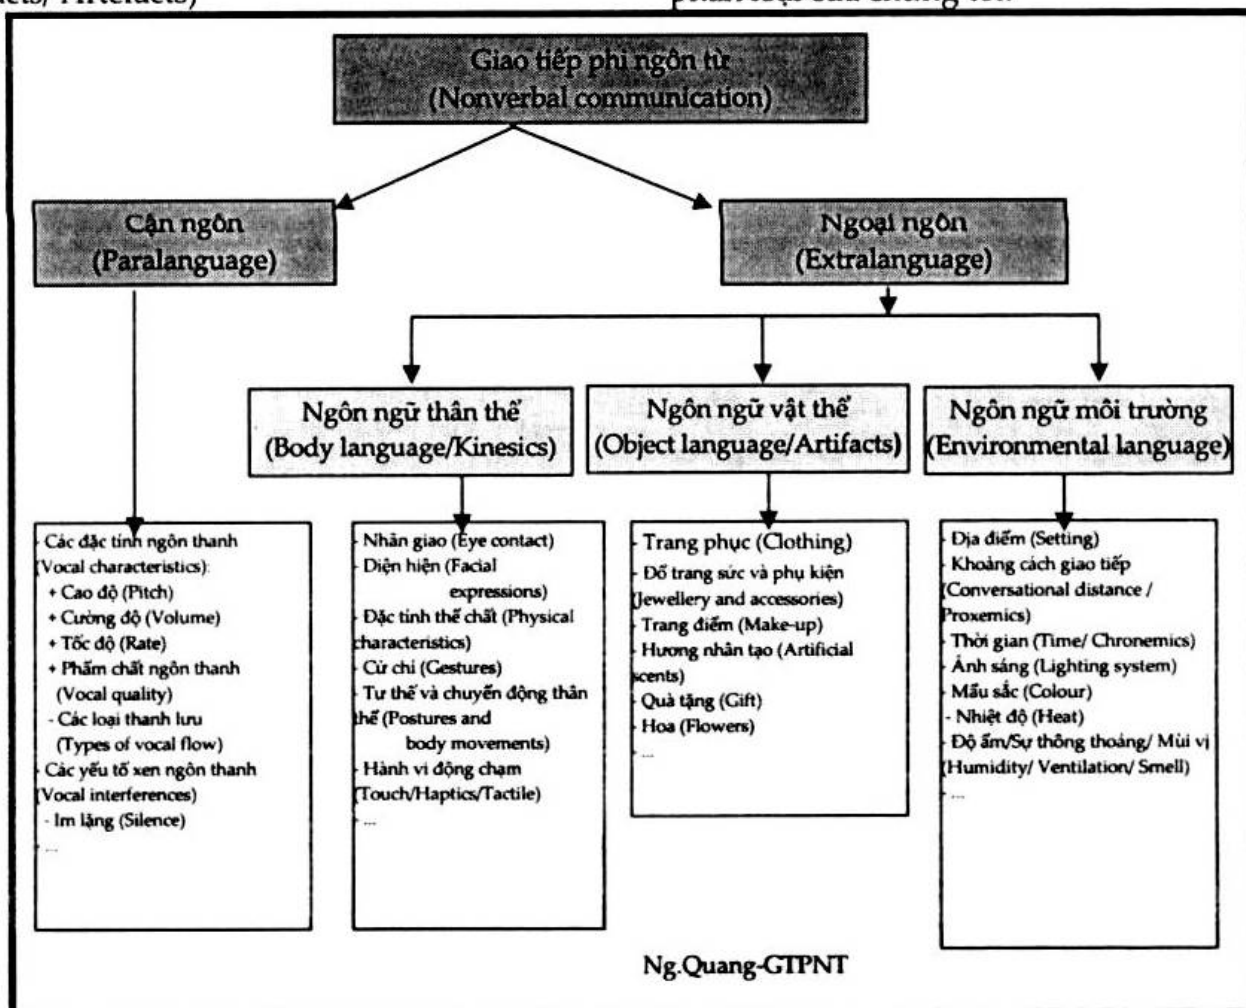 Giao tiếp phi ngôn từ
(Nonverbal communication)
Cận ngôn
(Paralanguage)
Ngoại ngôn
(Extralanguage)
Ngôn ngữ thân thể
(Body language/Kinesics)
Ngôn ngữ vật thể
(Object language/Artifacts)
Ngôn ngữ môi trường
(Environmental language)
- Các đặc tính ngôn thanh
(Vocal characteristics):
+ Cao độ (Pitch)
+ Cường độ (Volume)
+ Tốc độ (Rate)
+ Phẩm chất ngôn thanh
(Vocal quality)
- Các loại thanh lưu
(Types of vocal flow)
- Các yếu tố xen ngôn thanh
(Vocal interferences)
- Im lặng (Silence)
- ...
- Nhãn giao (Eye contact)
- Diện hiện (Facial
expressions)
- Đặc tính thể chất (Physical
characteristics)
- Cử chỉ (Gestures)
- Tư thế và chuyển động thân
thể (Postures and
body movements)
- Hành vi động chạm
(Touch/Haptics/Tactile)
- ...
- Trang phục (Clothing)
- Đồ trang sức và phụ kiện
(Jewellery and accessories)
- Trang điểm (Make-up)
- Hương nhân tạo (Artificial
scents)
- Quà tặng (Gift)
- Hoa (Flowers)
- ...
- Địa điểm (Setting)
- Khoảng cách giao tiếp
(Conversational distance /
Proxemics)
- Thời gian (Time/ Chronemics)
- Ánh sáng (Lighting system)
- Mầu sắc (Colour)
- Nhiệt độ (Heat)
- Độ ẩm/Sự thông thoáng/ Mùi vị
(Humidity/ Ventilation/ Smell)
- ...
Ng.Quang-GTPNT